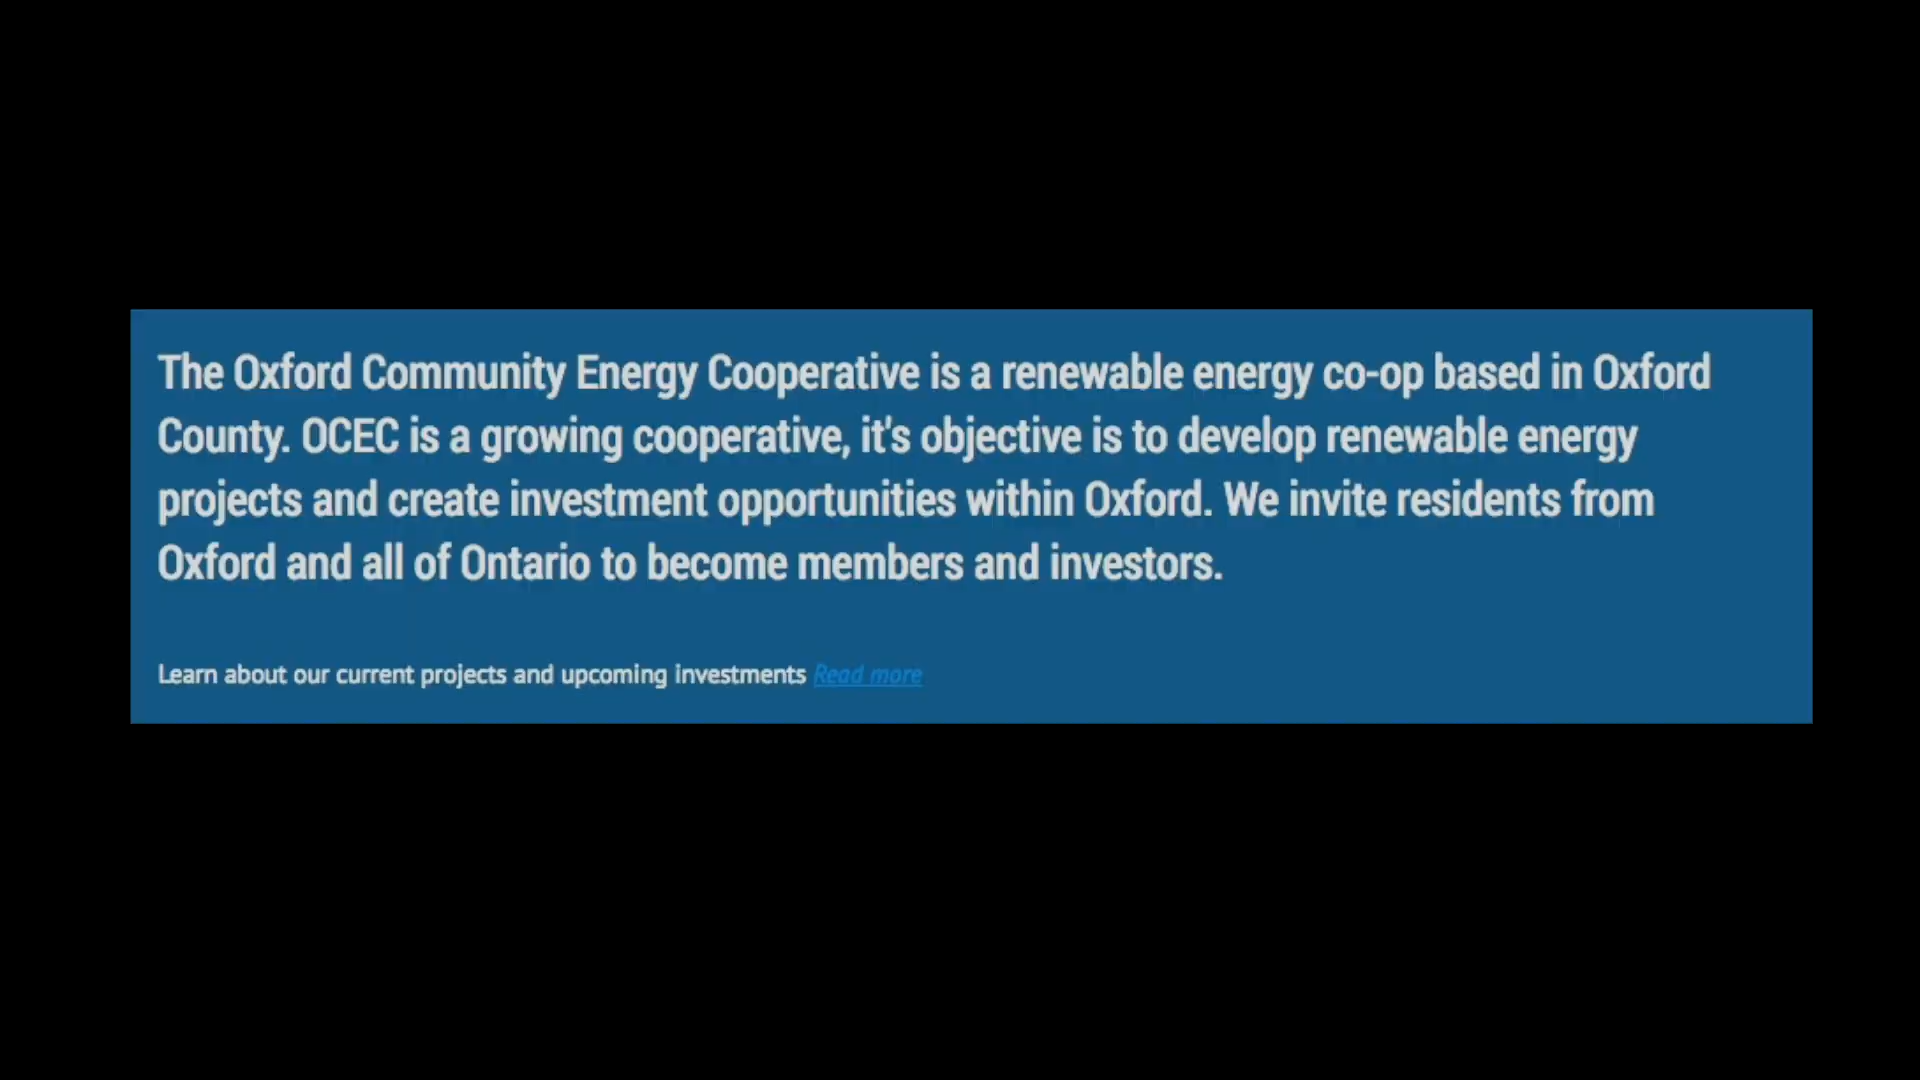 The Oxford Community Energy Cooperative is a renewable energy co-op based in Oxford
County. OCEC is a growing cooperative, it's objective is to develop renewable energy
projects and create investment opportunities within Oxford. We invite residents from
Oxford and all of Ontario to become members and investors.
Learn about our current projects and upcoming investments Read more